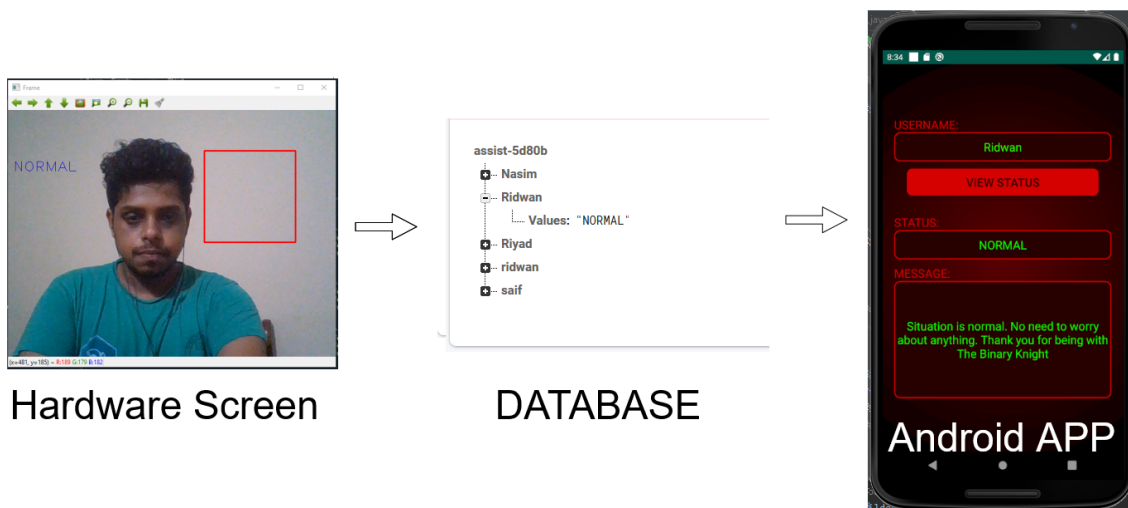 Frame
NORMAL
(x=481, y=185) ~ R:189 G:179 B:182
Hardware Screen
assist-5d80b
Nasim
Ridwan
Values: "NORMAL"
Riyad
ridwan
saif
DATABASE
8:34
USERNAME:
Ridwan
VIEW STATUS
STATUS:
NORMAL
MESSAGE:
Situation is normal. No need to worry
about anything. Thank you for being with
The Binary Knight
Android APP